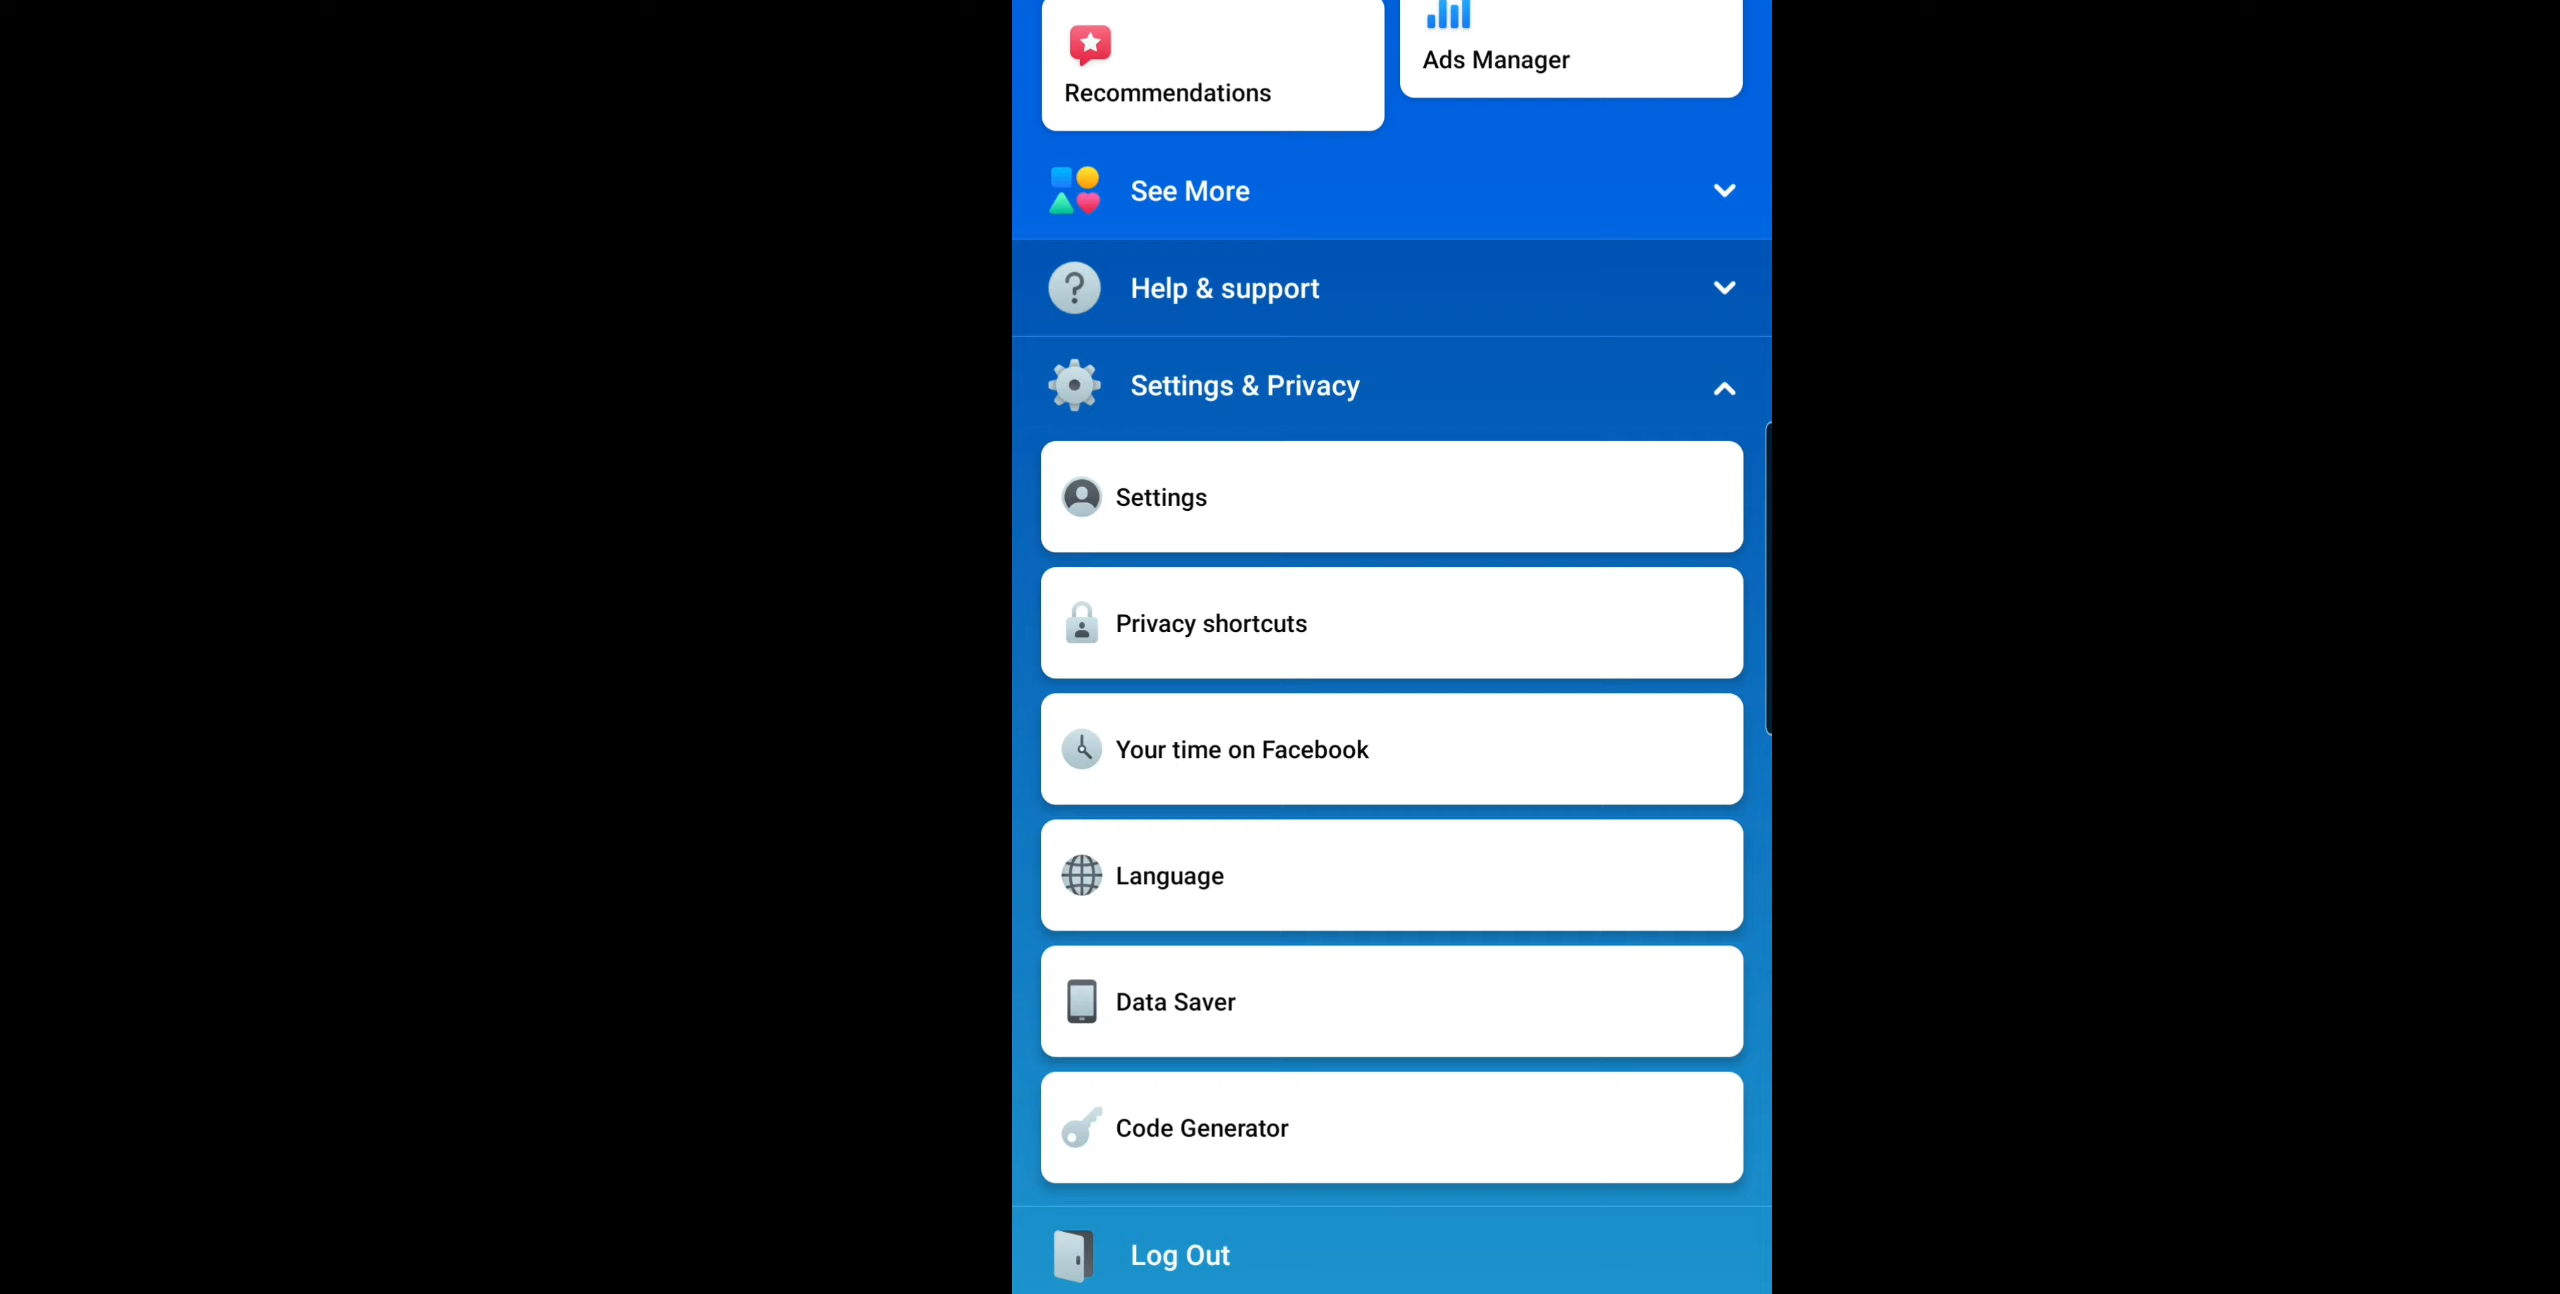 Ads Manager
Recommendations
See More
Help & support
Settings & Privacy
Settings
Privacy shortcuts
Your time on Facebook
Language
Data Saver
Code Generator
Log Out